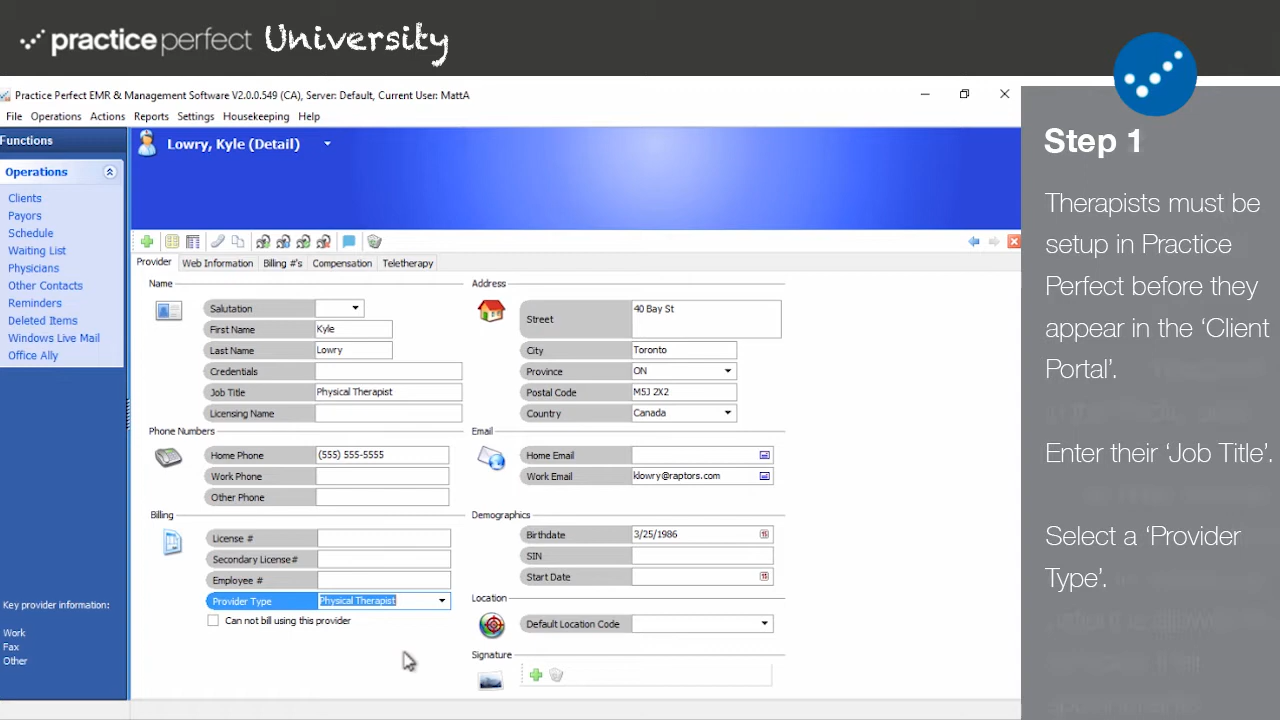 practiceperfect University
Practice Perfect EMR & Management Software V2.0.0.549 (CA), Server: Default, Current User: MattA
File Operations Actions Reports Settings Housekeeping Help
Functions
Operations
Clients
Payors
Schedule
Waiting List
Physicians
Other Contacts
Reminders
Deleted Items
Windows Live Mail
Office Ally
Key provider information:
Work
Fax
Other
Lowry, Kyle (Detail)
Provider Web Information Billing #'s Compensation Teletherapy
Name
Salutation
First Name Kyle
Last Name Lowry
Credentials
Job Title Physical Therapist
Licensing Name
Phone Numbers
Home Phone (555) 555-5555
Work Phone
Other Phone
Billing
License #
Secondary License#
Employee #
Provider Type Physical Therapist
Can not bill using this provider
Address
Street 40 Bay St
City Toronto
Province ON
Postal Code M5J 2X2
Country Canada
Email
Home Email
Work Email klowry@raptors.com
Demographics
Birthdate 3/25/1986
SIN
Start Date
Location
Default Location Code
Signature
Step 1
Therapists must be
setup in Practice
Perfect before they
appear in the ‘Client
Portal’.
Enter their ‘Job Title’.
Select a ‘Provider
Type’.